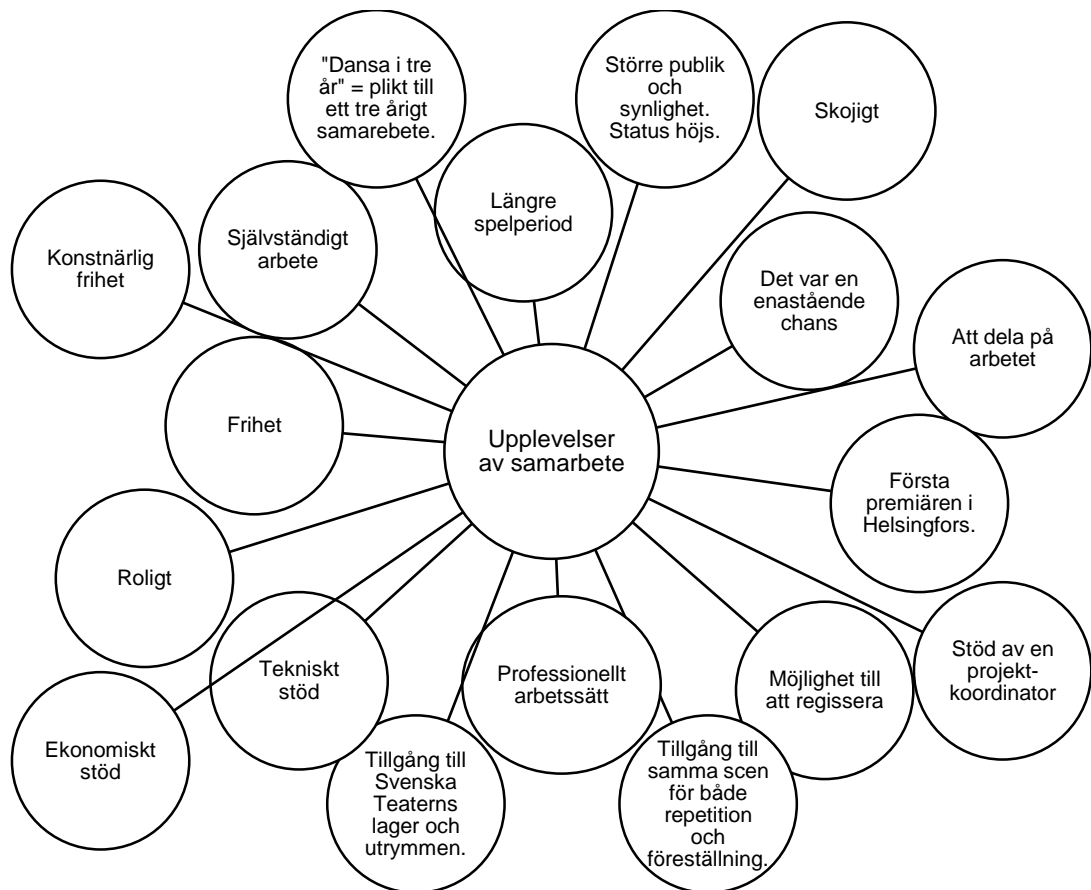 "Dansa i tre
år" = plikt till
ett tre årigt
samarebete.
Större publik
och
synlighet.
Status höjs.
Skojigt
Längre
spelperiod
Självständigt
arbete
Konstnärlig
frihet
Det var en
enastående
chans
Att dela på
arbetet
Frihet
Upplevelser
av samarbete
Första
premiären i
Helsingfors.
Roligt
Tekniskt
stöd
Professionellt
arbetssätt
Möjlighet till
att regissera
Stöd av en
projekt-
koordinator
Ekonomiskt
stöd
Tillgång till
Svenska
Teaterns
lager och
utrymmen.
Tillgång till
samma scen
för både
repetition
och
föreställning.